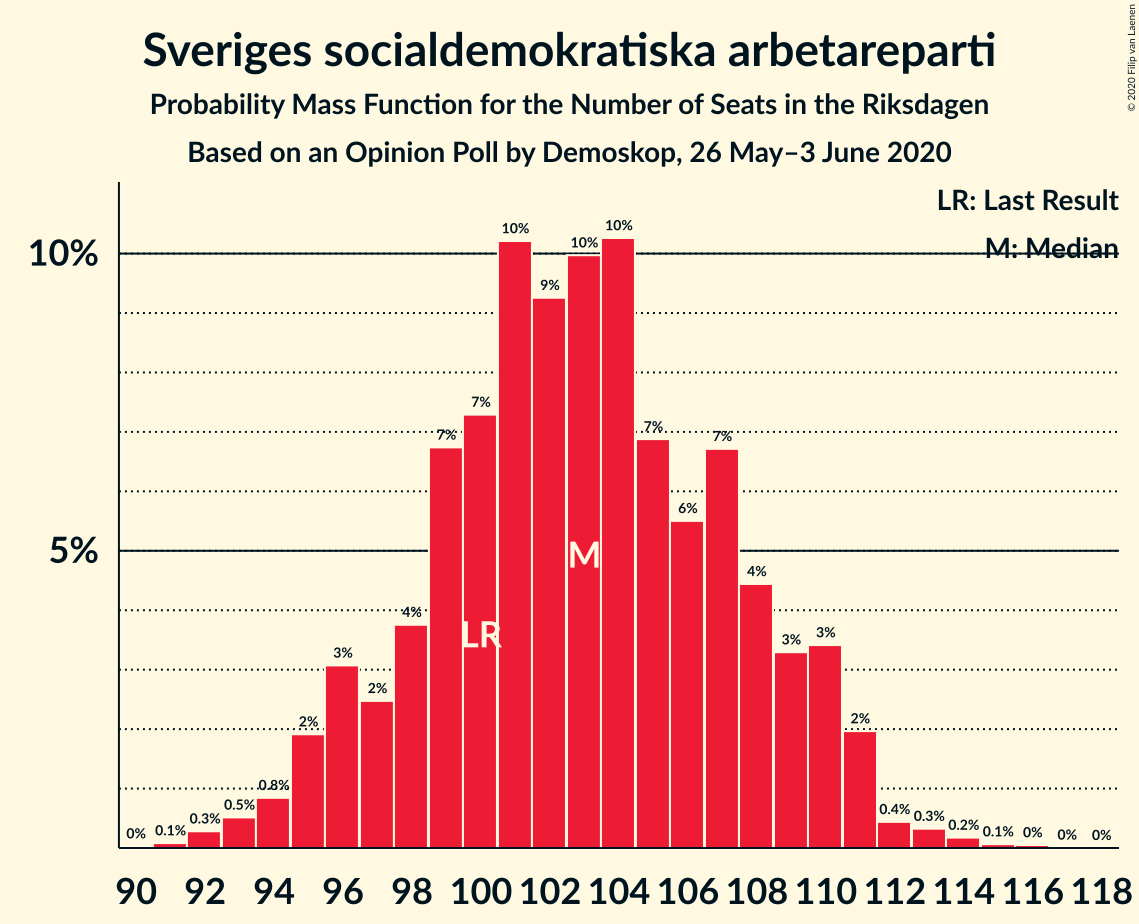 Sveriges socialdemokratiska arbetareparti
Probability Mass Function for the Number of Seats in the Riksdagen
Based on an Opinion Poll by Demoskop, 26 May–3 June 2020
© 2020 Filip van Laenen
LR: Last Result
M: Median
10%
5%
0% 0.1% 0.3% 0.5% 0.8% 2% 3% 2% 4% 7% 7% 10% 9% 10% 10% 7% 6% 7% 4% 3% 3% 2% 0.4% 0.3% 0.2% 0.1% 0% 0% 0%
M
LR
90 92 94 96 98 100 102 104 106 108 110 112 114 116 118